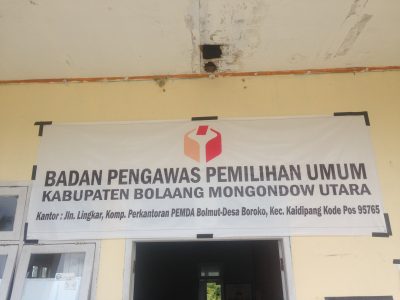 BADAN PENGAWAS PEMILIHAN UMUM
KABUPATEN BOLAANG MONGONDOW UTARA
Kantor : Jln. Lingkar, Komp. Perkantoran PEMDA Bolmut-Desa Boroko, Kec. Kaidipang Kode Pos 95765